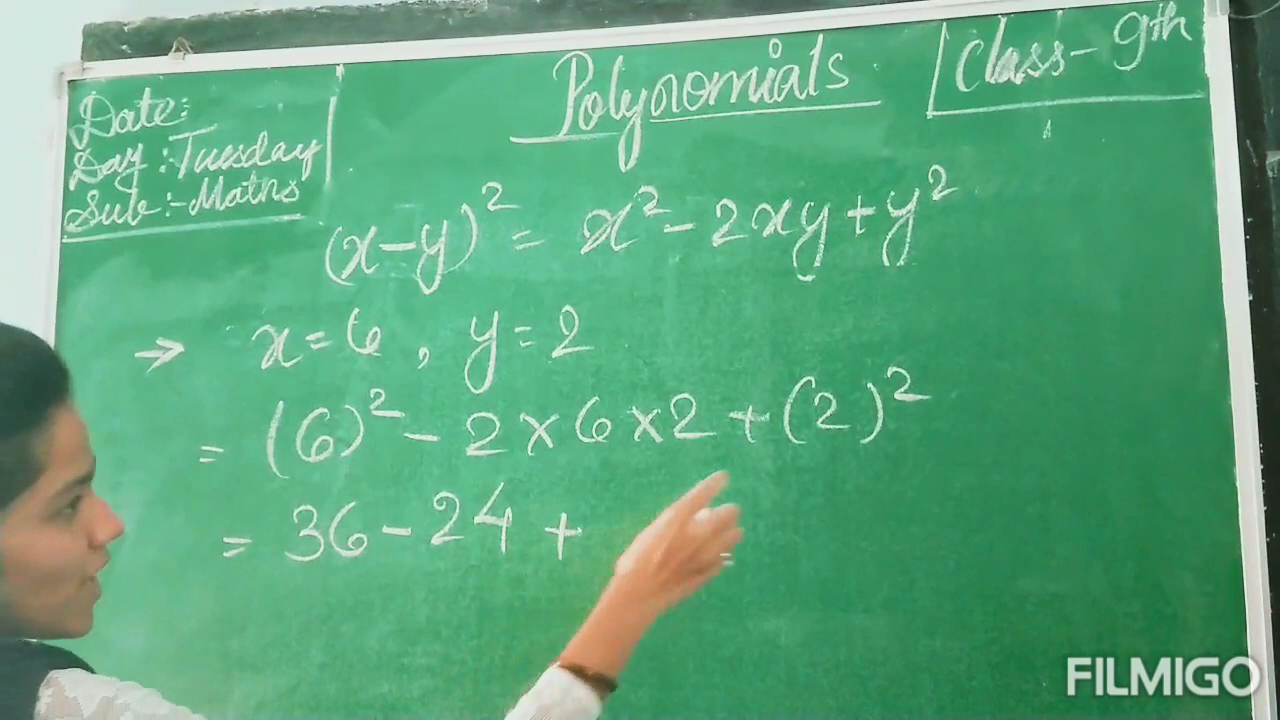 Date:
Day :- Tuesday
Sub :- Maths
Polynomials
Class - 9th
(x-y)² = x² - 2xy + y²
→ x = 6 , y = 2
= (6)² - 2 × 6 × 2 + (2)²
= 36 - 24 + =
FILMIGO